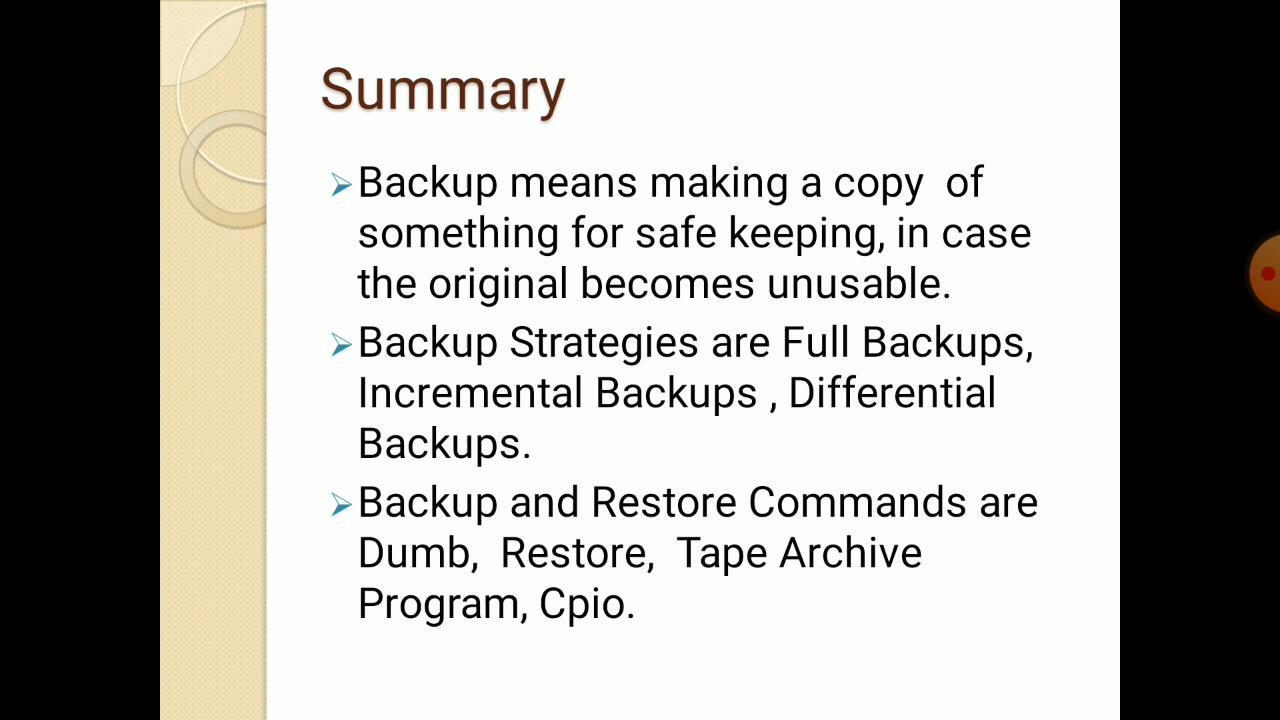 Summary
Backup means making a copy  of
something for safe keeping, in case
the original becomes unusable.
Backup Strategies are Full Backups,
Incremental Backups , Differential
Backups.
Backup and Restore Commands are
Dumb,  Restore,  Tape Archive
Program, Cpio.